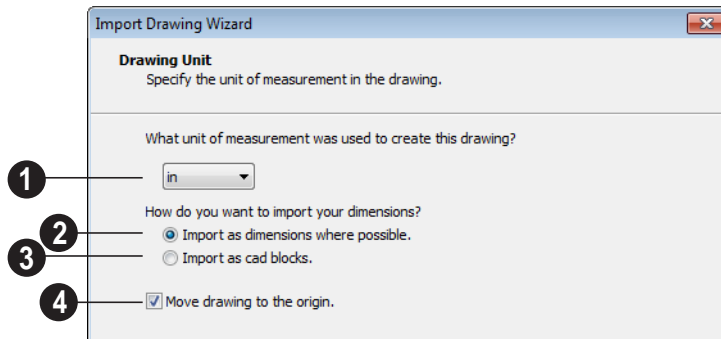 Import Drawing Wizard
Drawing Unit
Specify the unit of measurement in the drawing.
What unit of measurement was used to create this drawing?
1
in
How do you want to import your dimensions?
2
Import as dimensions where possible.
3
Import as cad blocks.
4
Move drawing to the origin.